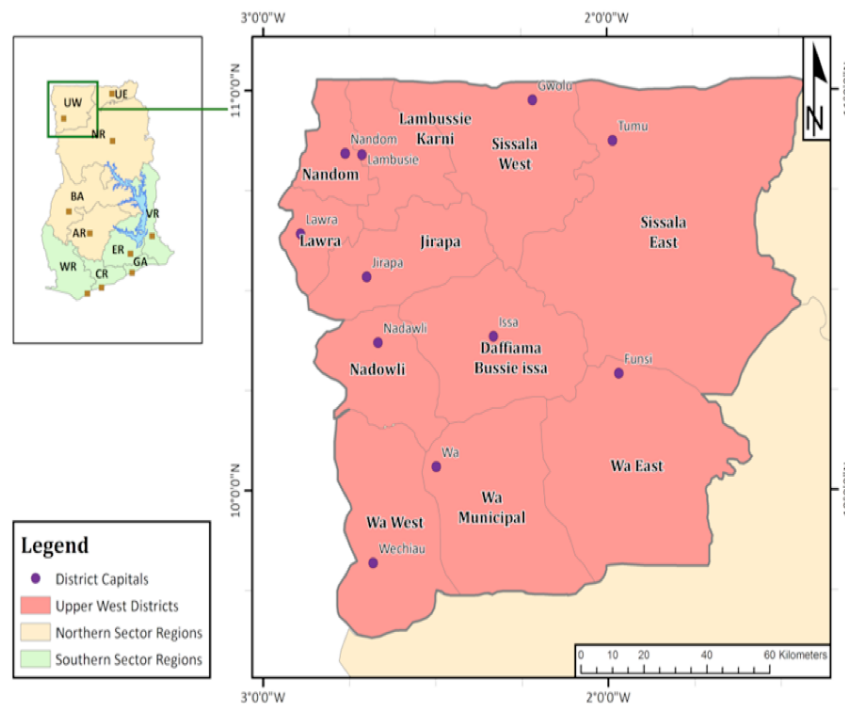 3°0'0"W
2°0'0"W
11°0'0"N
UW
UE
NR
BA
AR
VR
ER
GA
WR
CR
N
Gwolu
Tumu
Lambussie
Karni
Sissala
West
Nandom
Lambusie
Nandom
Sissala
East
Lawra
Lawra
Jirapa
Jirapa
Nadawli
Issa
Daffiama
Bussie issa
Nadowli
Funsi
Wa
Wa East
10°0'0"N
Wa
Municipal
Wa West
Wechiau
Legend
District Capitals
Upper West Districts
Northern Sector Regions
Southern Sector Regions
0 10 20 40 60 Kilometers
3°0'0"W
2°0'0"W